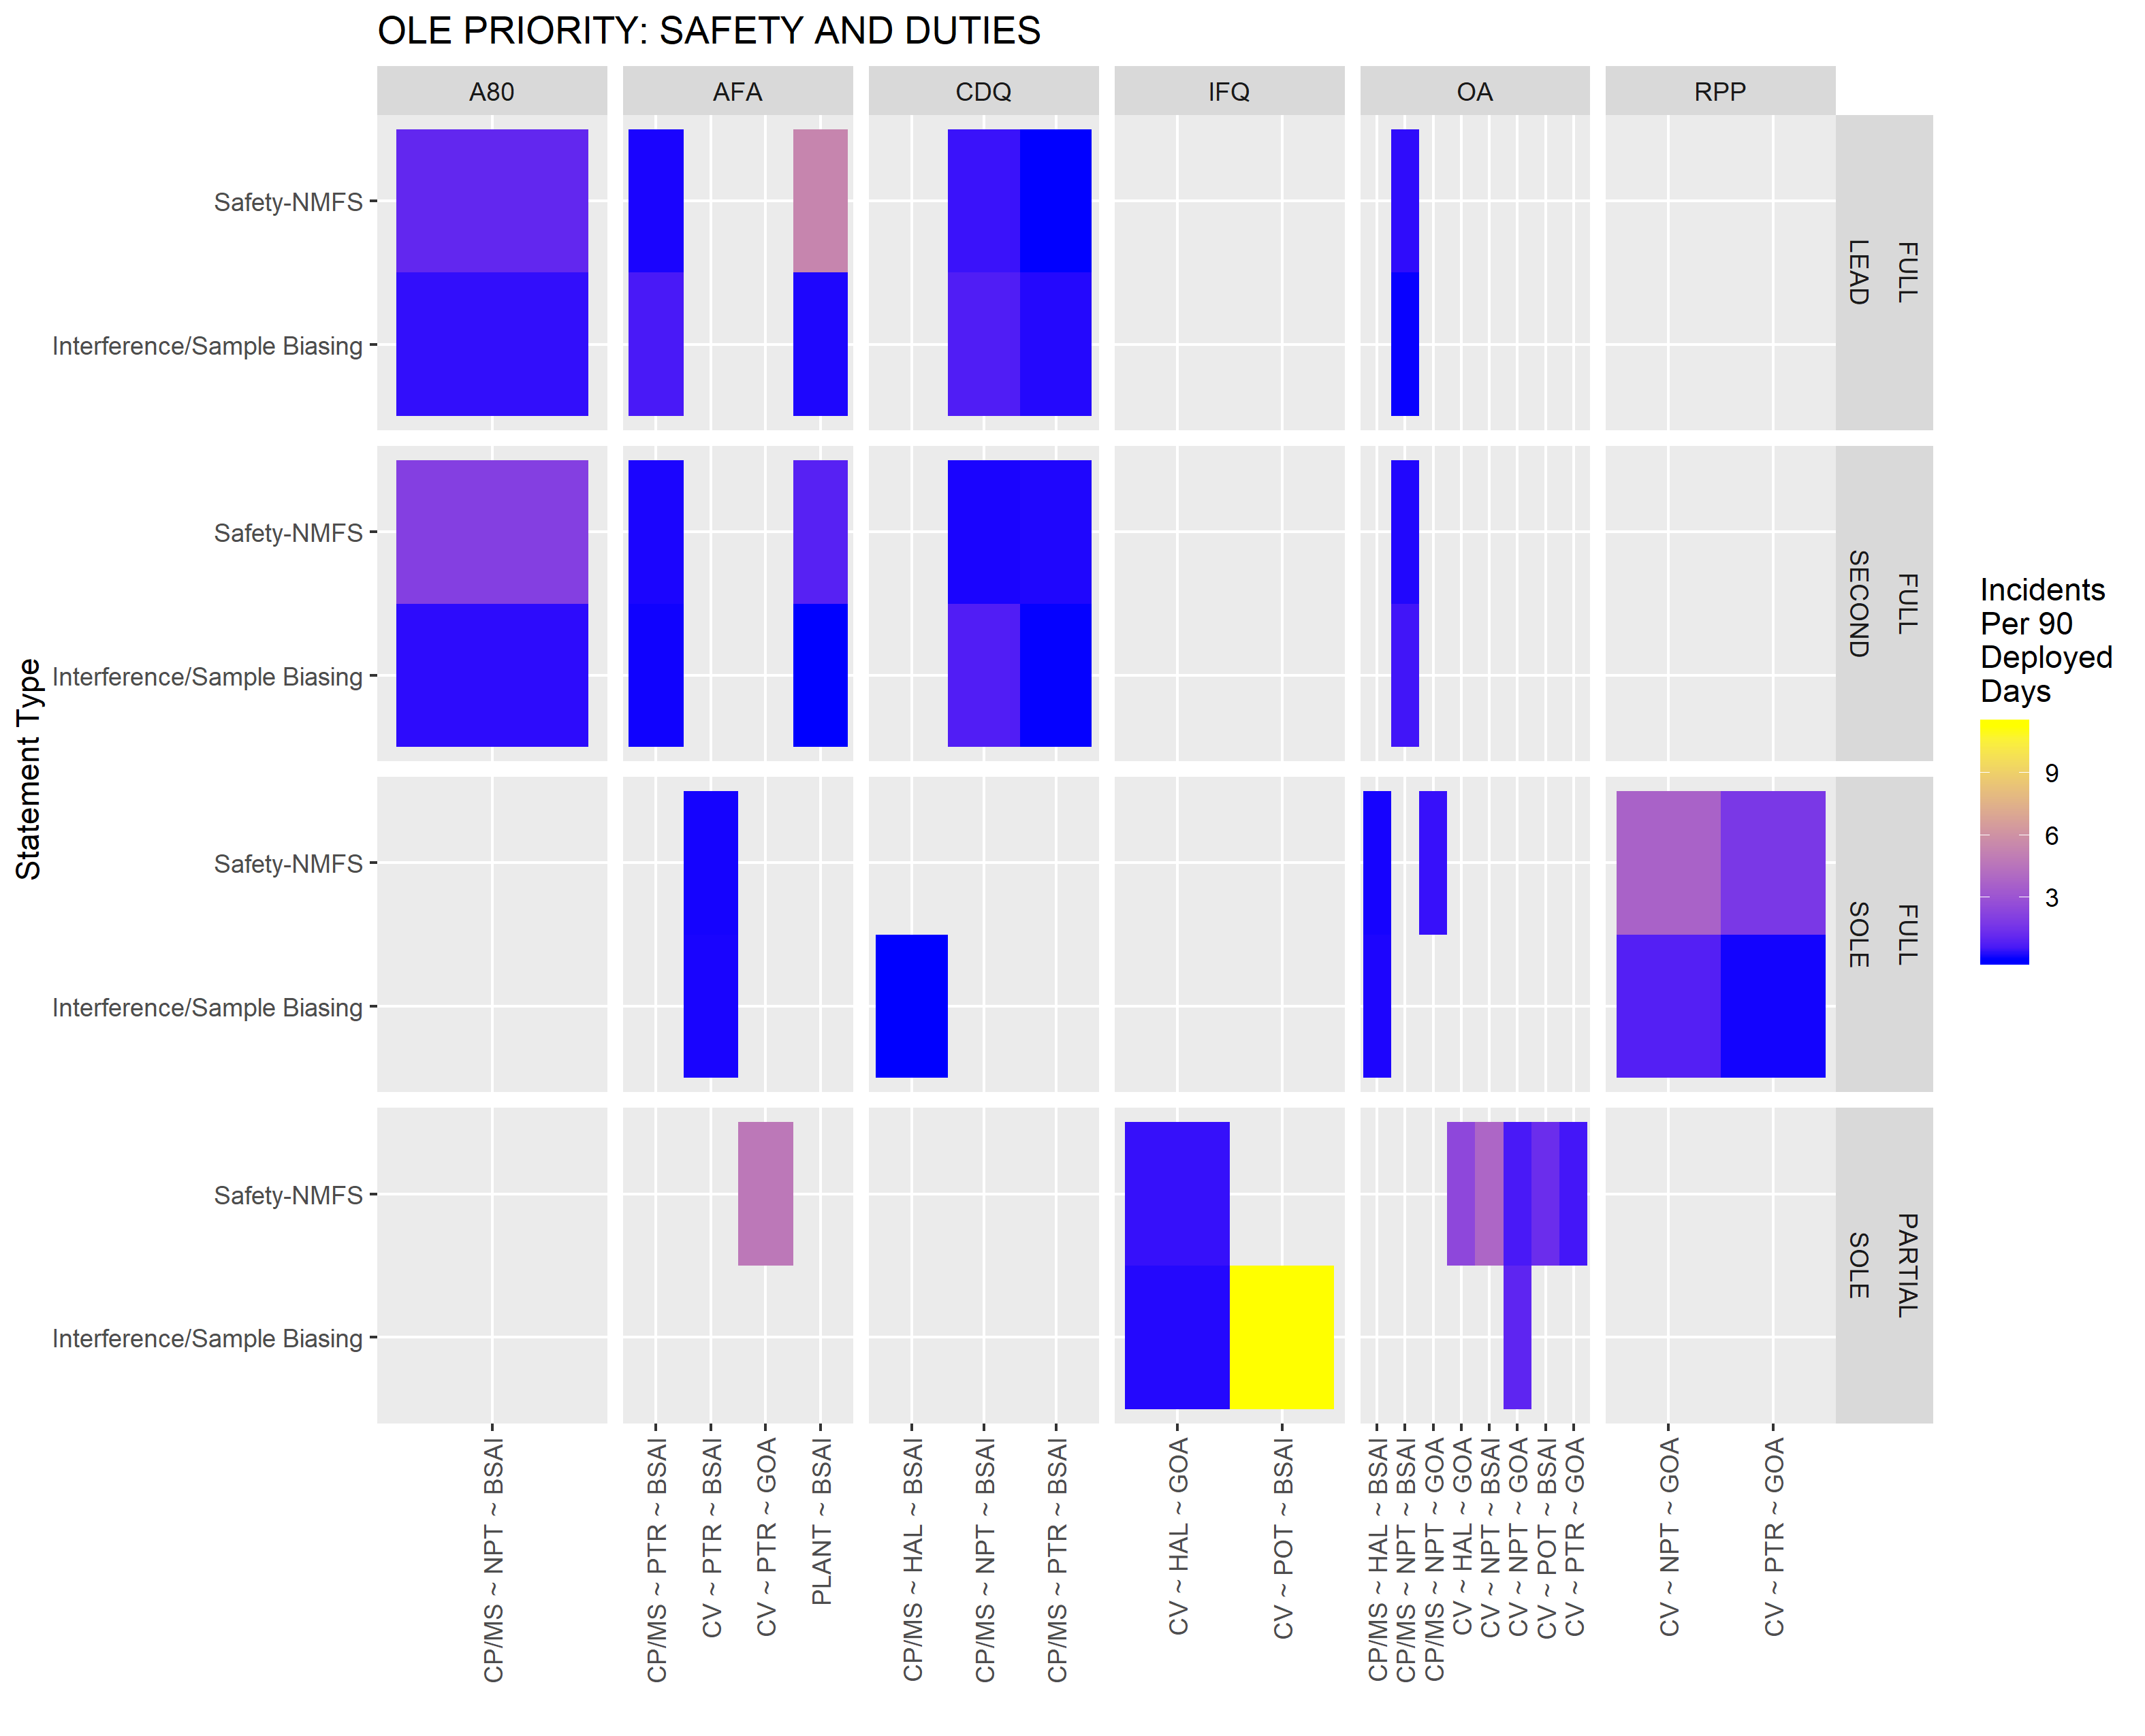 OLE PRIORITY: SAFETY AND DUTIES
A80
AFA
CDQ
IFQ
OA
RPP
Statement Type
Safety-NMFS
Interference/Sample Biasing
FULL
LEAD
Safety-NMFS
Interference/Sample Biasing
FULL
SECOND
Safety-NMFS
Interference/Sample Biasing
FULL
SOLE
Safety-NMFS
Interference/Sample Biasing
PARTIAL
SOLE
CP/MS ~ NPT ~ BSAI
CP/MS ~ PTR ~ BSAI
CV ~ PTR ~ BSAI
CV ~ PTR ~ GOA
PLANT ~ BSAI
CP/MS ~ HAL ~ BSAI
CP/MS ~ NPT ~ BSAI
CP/MS ~ PTR ~ BSAI
CV ~ HAL ~ GOA
CV ~ POT ~ BSAI
CP/MS ~ HAL ~ BSAI
CP/MS ~ NPT ~ BSAI
CP/MS ~ NPT ~ GOA
CV ~ HAL ~ GOA
CV ~ NPT ~ BSAI
CV ~ NPT ~ GOA
CV ~ POT ~ BSAI
CV ~ PTR ~ GOA
CV ~ NPT ~ GOA
CV ~ PTR ~ GOA
Incidents
Per 90
Deployed
Days
9
6
3